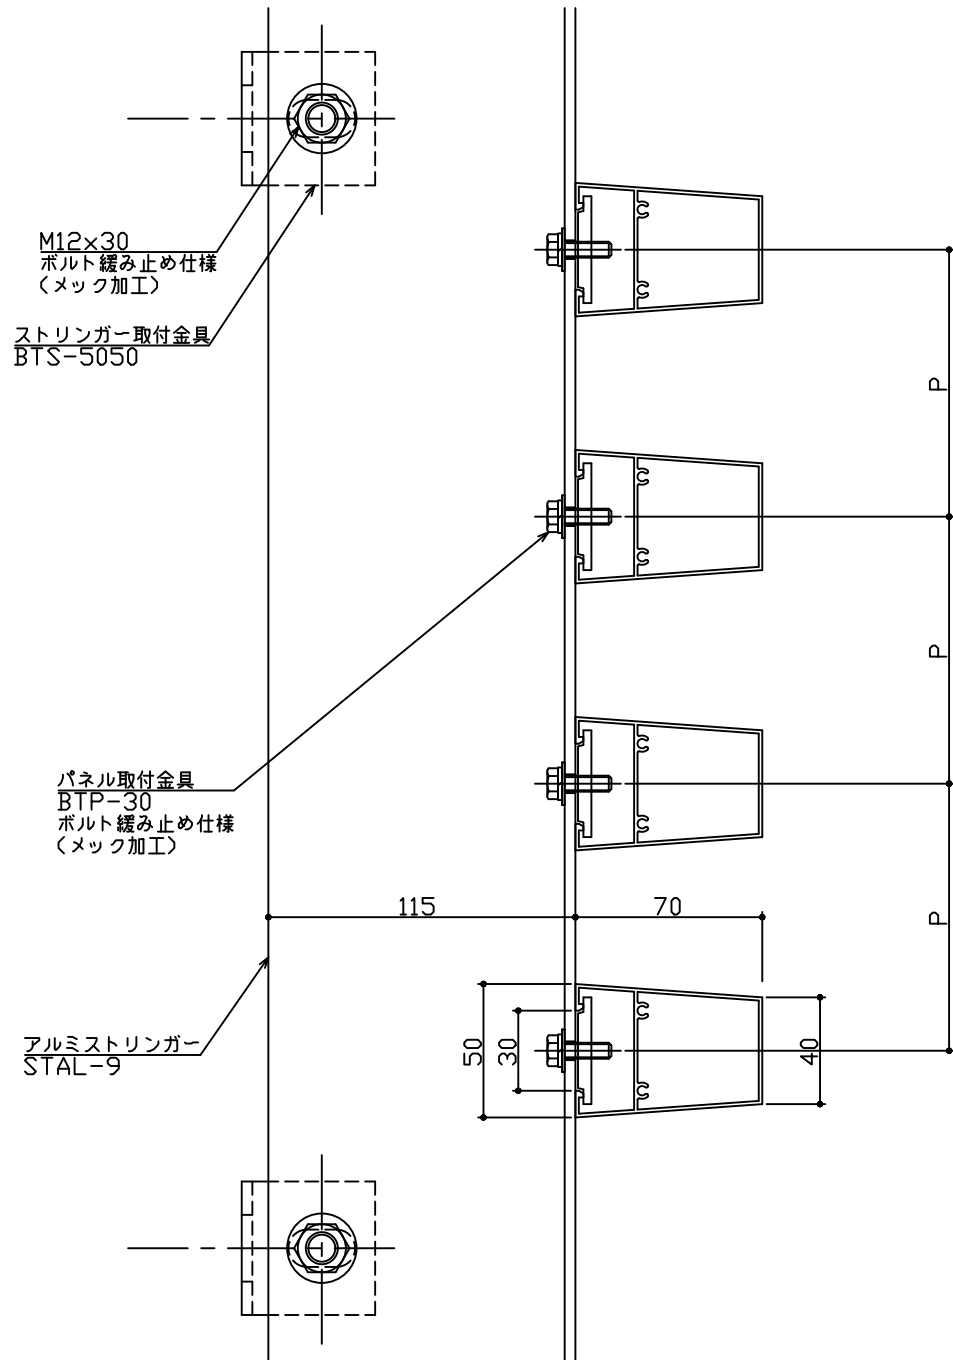 M12×30
ボルト緩み止め仕様
(メック加工)
ストリンガー取付金具
BTS-5050
P
P
パネル取付金具
BTP-30
ボルト緩み止め仕様
(メック加工)
115
70
P
アルミストリンガー
STAL-9
50
30
40